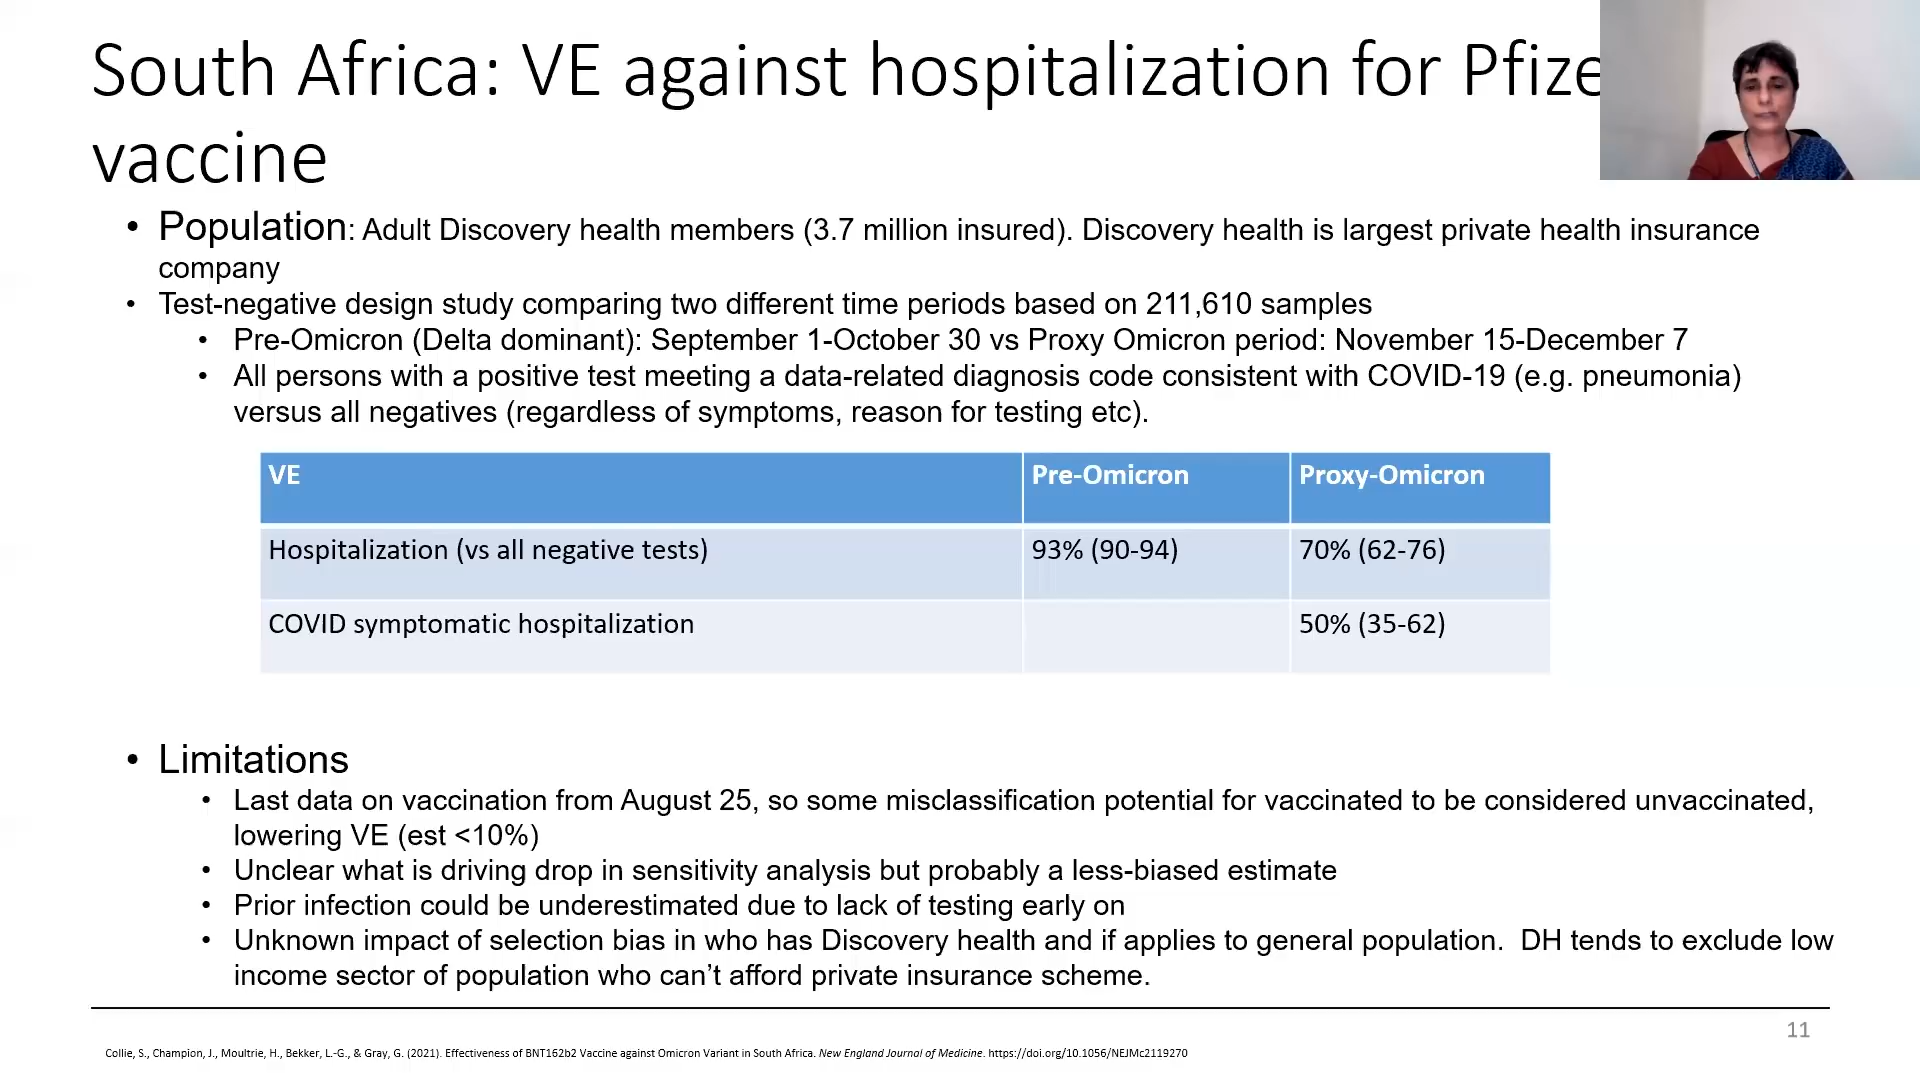 South Africa: VE against hospitalization for Pfize
vaccine
• Population: Adult Discovery health members (3.7 million insured). Discovery health is largest private health insurance
company
• Test-negative design study comparing two different time periods based on 211,610 samples
• Pre-Omicron (Delta dominant): September 1-October 30 vs Proxy Omicron period: November 15-December 7
• All persons with a positive test meeting a data-related diagnosis code consistent with COVID-19 (e.g. pneumonia)
versus all negatives (regardless of symptoms, reason for testing etc).
VE Pre-Omicron Proxy-Omicron
Hospitalization (vs all negative tests) 93% (90-94) 70% (62-76)
COVID symptomatic hospitalization 50% (35-62)
• Limitations
• Last data on vaccination from August 25, so some misclassification potential for vaccinated to be considered unvaccinated,
lowering VE (est <10%)
• Unclear what is driving drop in sensitivity analysis but probably a less-biased estimate
• Prior infection could be underestimated due to lack of testing early on
• Unknown impact of selection bias in who has Discovery health and if applies to general population.  DH tends to exclude low
income sector of population who can’t afford private insurance scheme.
11
Collie, S., Champion, J., Moultrie, H., Bekker, L.-G., & Gray, G. (2021). Effectiveness of BNT162b2 Vaccine against Omicron Variant in South Africa. New England Journal of Medicine. https://doi.org/10.1056/NEJMc2119270